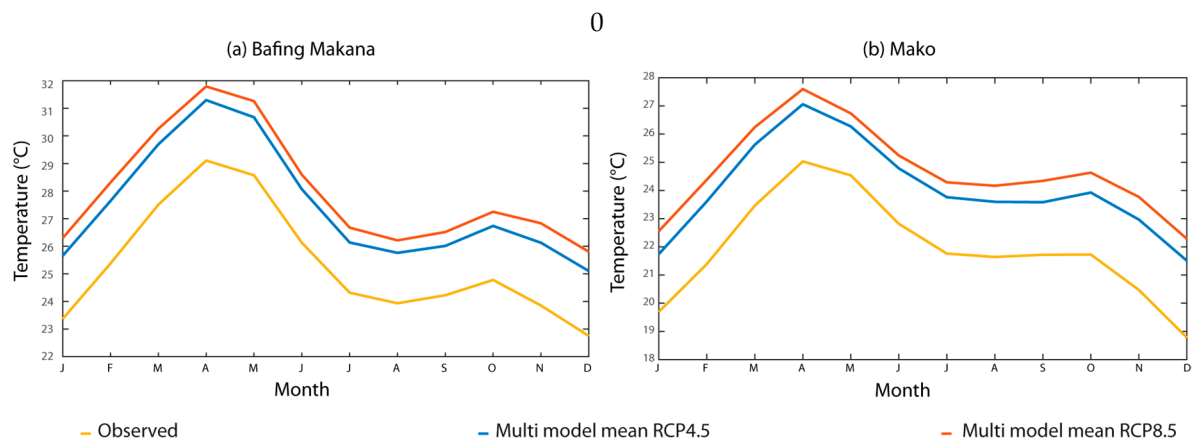 0
(a) Bafing Makana
(b) Mako
Temperature (°C)
32
31
30
29
28
27
26
25
24
23
22
J F M A M J J A S O N D
Month
Temperature (°C)
28
27
26
25
24
23
22
21
20
19
18
J F M A M J J A S O N D
Month
Observed
Multi model mean RCP4.5
Multi model mean RCP8.5